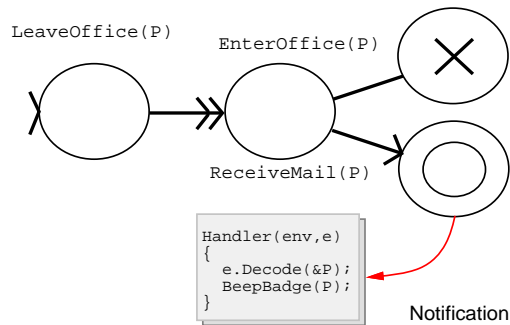 LeaveOffice(P)
EnterOffice(P)
ReceiveMail(P)
Handler(env,e)
{
e.Decode(&P);
BeepBadge(P);
}
Notification